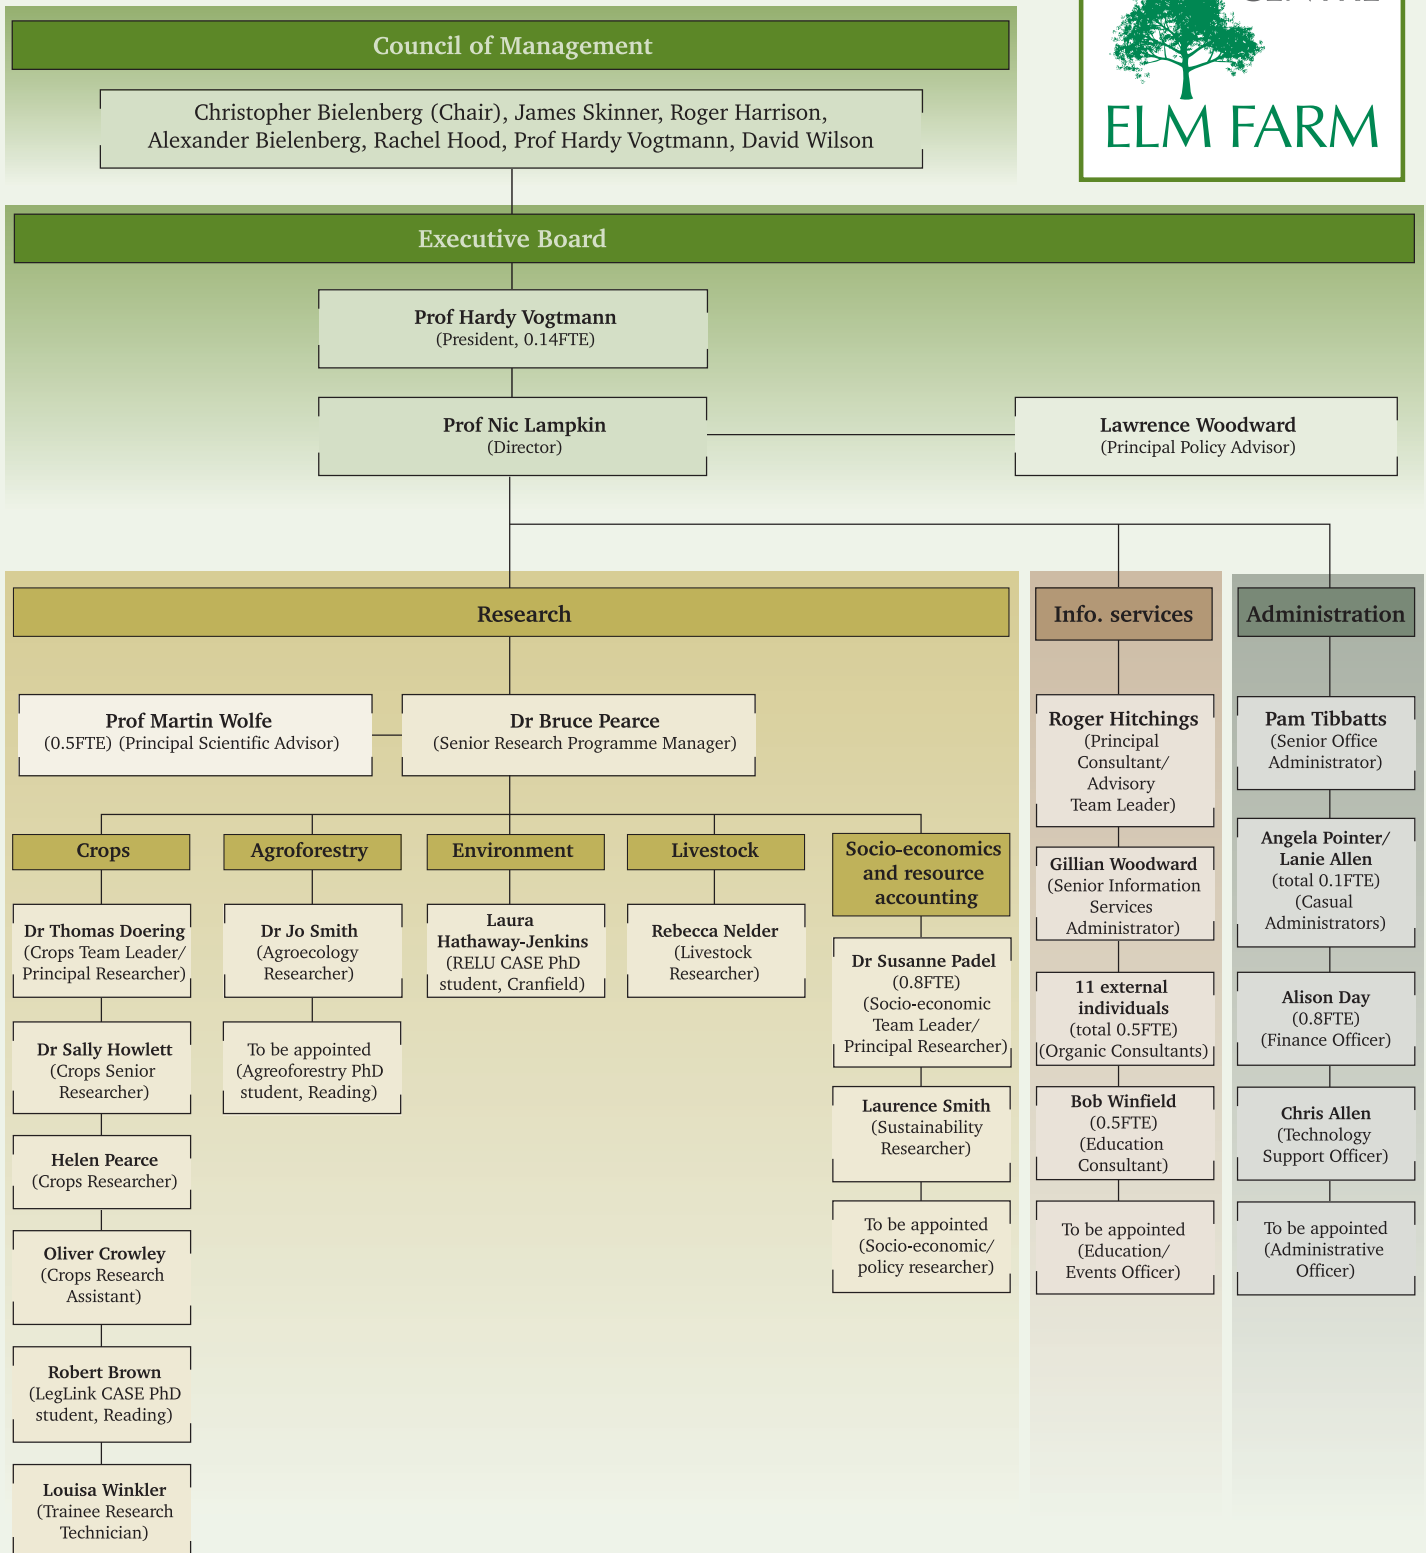 Council of Management
Christopher Bielenberg (Chair), James Skinner, Roger Harrison,
Alexander Bielenberg, Rachel Hood, Prof Hardy Vogtmann, David Wilson
ELM FARM
Executive Board
Prof Hardy Vogtmann
(President, 0.14FTE)
Prof Nic Lampkin
(Director)
Lawrence Woodward
(Principal Policy Advisor)
Research
Prof Martin Wolfe
(0.5FTE) (Principal Scientific Advisor)
Dr Bruce Pearce
(Senior Research Programme Manager)
Crops
Dr Thomas Doering
(Crops Team Leader/
Principal Researcher)
Dr Sally Howlett
(Crops Senior
Researcher)
Helen Pearce
(Crops Researcher)
Oliver Crowley
(Crops Research
Assistant)
Robert Brown
(LegLink CASE PhD
student, Reading)
Louisa Winkler
(Trainee Research
Technician)
Agroforestry
Dr Jo Smith
(Agroecology
Researcher)
To be appointed
(Agreoforestry PhD
student, Reading)
Environment
Laura
Hathaway-Jenkins
(RELU CASE PhD
student, Cranfield)
Livestock
Rebecca Nelder
(Livestock
Researcher)
Socio-economics
and resource
accounting
Dr Susanne Padel
(0.8FTE)
(Socio-economic
Team Leader/
Principal Researcher)
Laurence Smith
(Sustainability
Researcher)
To be appointed
(Socio-economic/
policy researcher)
Info. services
Roger Hitchings
(Principal
Consultant/
Advisory
Team Leader)
Gillian Woodward
(Senior Information
Services
Administrator)
11 external
individuals
(total 0.5FTE)
(Organic Consultants)
Bob Winfield
(0.5FTE)
(Education
Consultant)
To be appointed
(Education/
Events Officer)
Administration
Pam Tibbatts
(Senior Office
Administrator)
Angela Pointer/
Lanie Allen
(total 0.1FTE)
(Casual
Administrators)
Alison Day
(0.8FTE)
(Finance Officer)
Chris Allen
(Technology
Support Officer)
To be appointed
(Administrative
Officer)